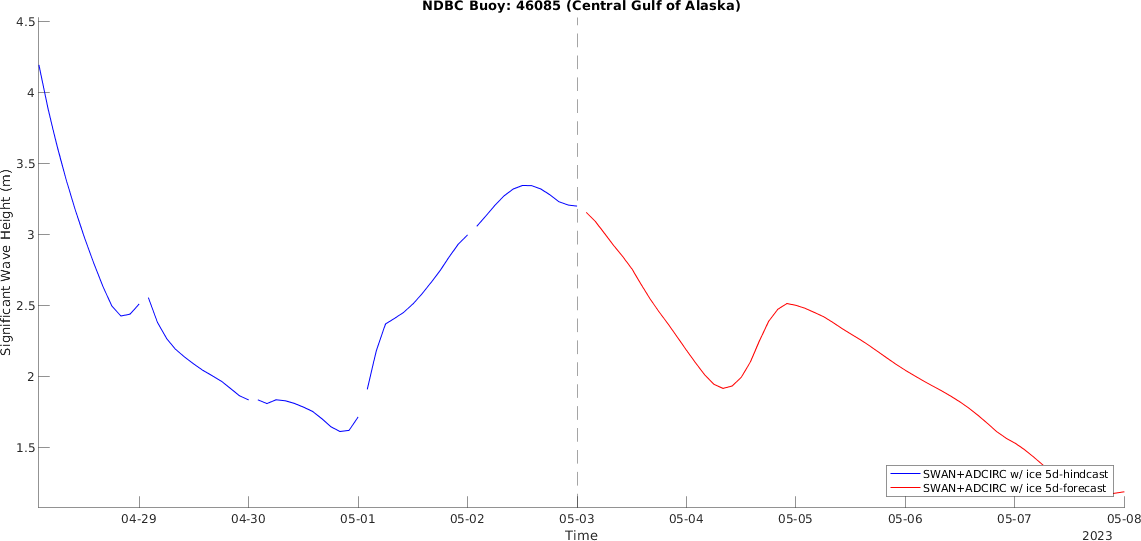 NDBC Buoy: 46085 (Central Gulf of Alaska)
4.5
4
3.5
3
2.5
2
1.5
Significant Wave Height (m)
SWAN+ADCIRC w/ ice 5d-hindcast
SWAN+ADCIRC w/ ice 5d-forecast
04-29 04-30 05-01 05-02 05-03 05-04 05-05 05-06 05-07 05-08
Time
2023